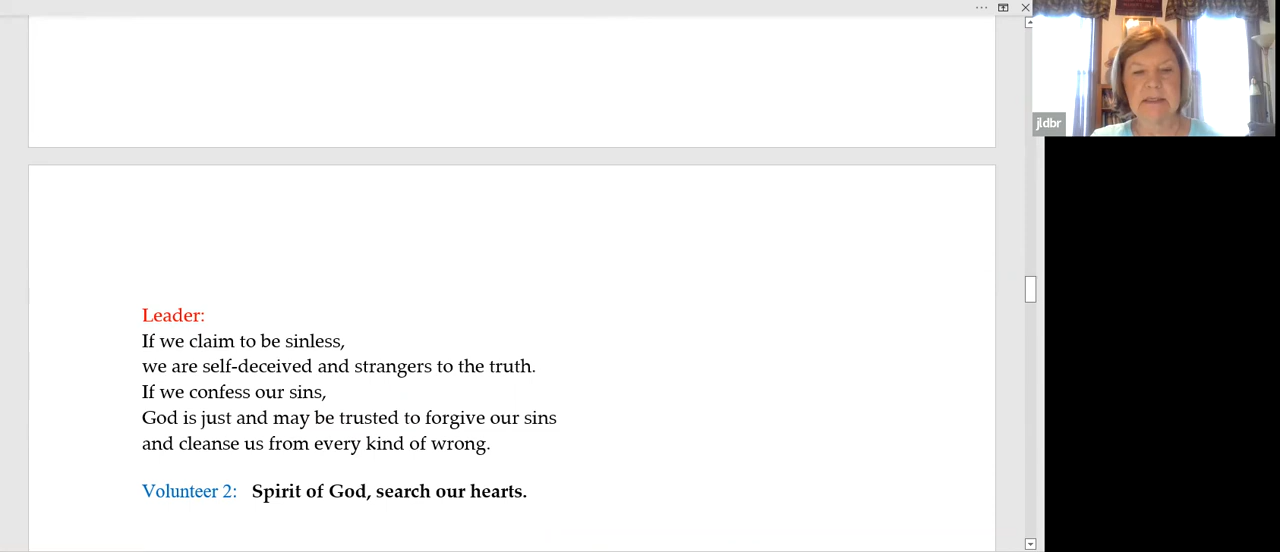 jldbr
Leader:
If we claim to be sinless,
we are self-deceived and strangers to the truth.
If we confess our sins,
God is just and may be trusted to forgive our sins
and cleanse us from every kind of wrong.
Volunteer 2: Spirit of God, search our hearts.